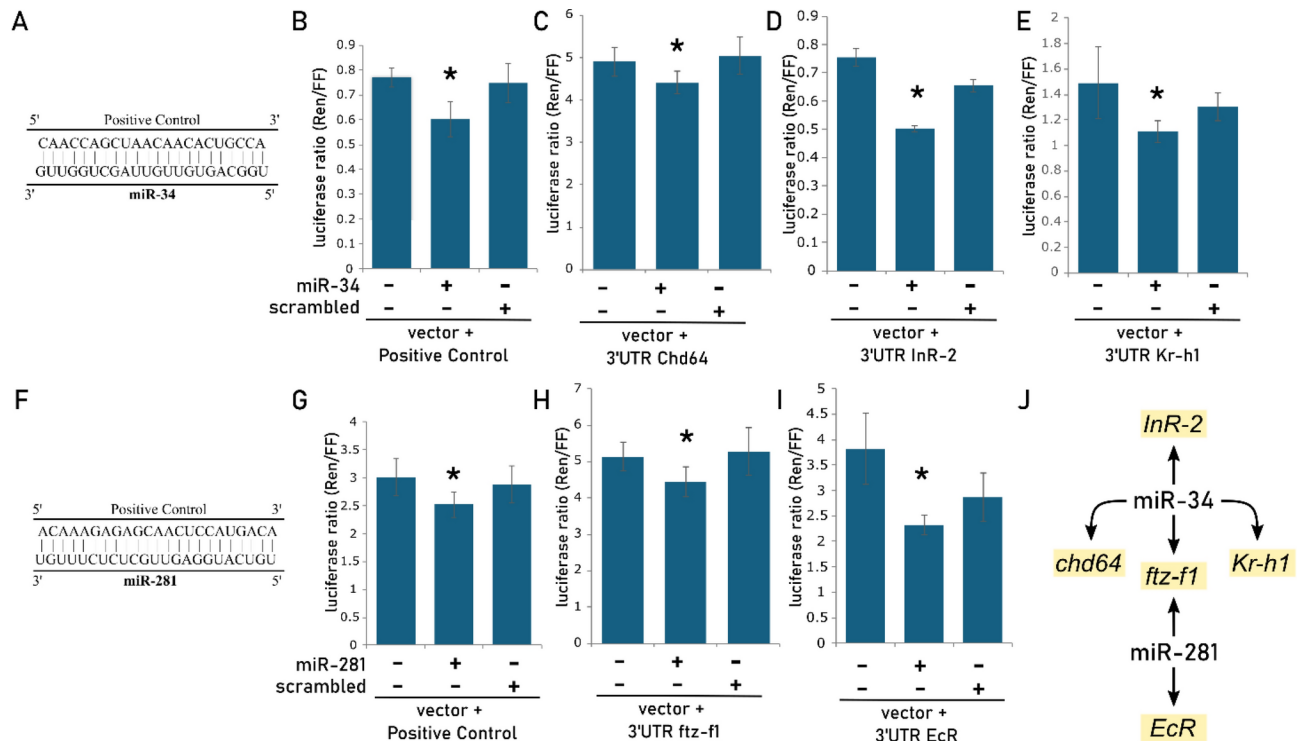 A
5' Positive Control 3'
CAACCAGCUAACAACACUGCCA
GUUGGUCGAUUGUUGUGACGGU
3' miR-34 5'
B
luciferase ratio (Ren/FF)
0.9
0.8
0.7
0.6
0.5
0.4
0.3
0.2
0.1
0
*
miR-34 - + -
scrambled - - +
vector +
Positive Control
C
luciferase ratio (Ren/FF)
6
5
4
3
2
1
0
*
- + -
- - +
vector +
3'UTR Chd64
D
luciferase ratio (Ren/FF)
0.9
0.8
0.7
0.6
0.5
0.4
0.3
0.2
0.1
0
*
- + -
- - +
vector +
3'UTR InR-2
E
luciferase ratio (Ren/FF)
2
1.8
1.6
1.4
1.2
1
0.8
0.6
0.4
0.2
0
*
- + -
- - +
vector +
3'UTR Kr-h1
F
5' Positive Control 3'
ACAAAGAGAGCAACUCCAUGACA
UGUUUCUCUCGUUGAGGUACUGU
3' miR-281 5'
G
luciferase ratio (Ren/FF)
4
3.5
3
2.5
2
1.5
1
0.5
0
*
miR-281 - + -
scrambled - - +
vector +
Positive Control
H
luciferase ratio (Ren/FF)
7
6
5
4
3
2
1
0
*
- + -
- - +
vector +
3'UTR ftz-f1
I
luciferase ratio (Ren/FF)
5
4.5
4
3.5
3
2.5
2
1.5
1
0.5
0
*
- + -
- - +
vector +
3'UTR EcR
J
InR-2
miR-34
chd64
ftz-f1
Kr-h1
miR-281
EcR